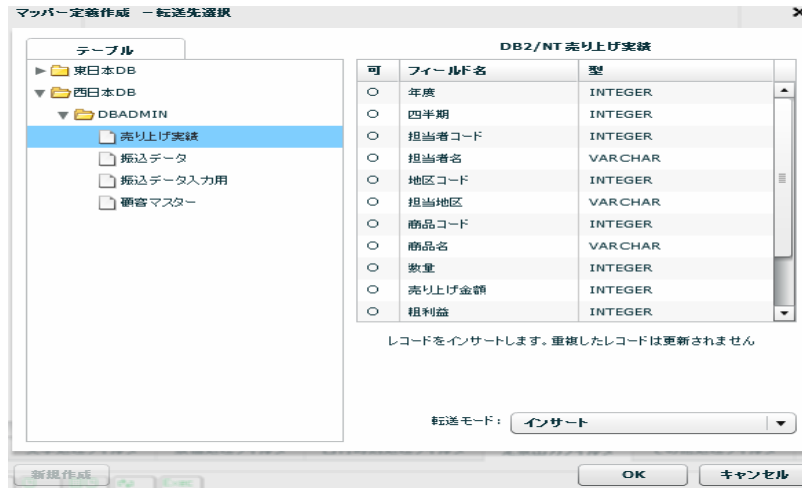 マッパー定義作成 －転送先選択
テーブル
東日本DB
西日本DB
DBADMIN
売り上げ実績
振込データ
振込データ入力用
顧客マスター
DB2/NT 売り上げ実績
可 フィールド名 型
○ 年度 INTEGER
○ 四半期 INTEGER
○ 担当者コード INTEGER
○ 担当者名 VARCHAR
○ 地区コード INTEGER
○ 担当地区 VARCHAR
○ 商品コード INTEGER
○ 商品名 VARCHAR
○ 数量 INTEGER
○ 売り上げ金額 INTEGER
○ 粗利益 INTEGER
レコードをインサートします。重複したレコードは更新されません
転送モード： インサート
新規作成
OK キャンセル